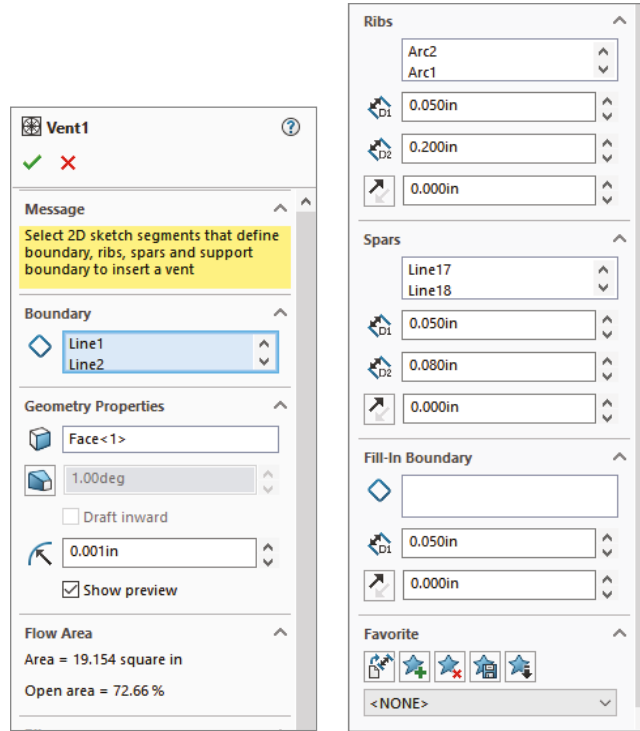 Vent1
Message
Select 2D sketch segments that define
boundary, ribs, spars and support
boundary to insert a vent
Boundary
Line1
Line2
Geometry Properties
Face<1>
1.00deg
Draft inward
0.001in
Show preview
Flow Area
Area = 19.154 square in
Open area = 72.66 %
Ribs
Arc2
Arc1
D1
0.050in
D2
0.200in
0.000in
Spars
Line17
Line18
D1
0.050in
D2
0.080in
0.000in
Fill-In Boundary
D1
0.050in
0.000in
Favorite
<NONE>